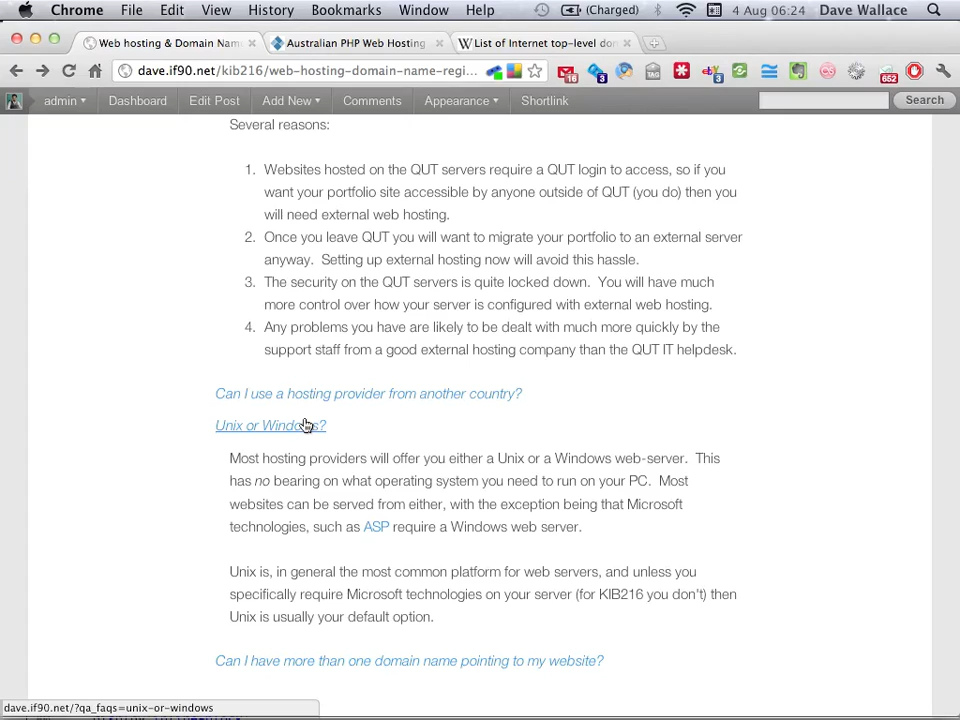 Chrome File Edit View History Bookmarks Window Help (Charged) 4 Aug 06:24 Dave Wallace
Web hosting & Domain Nam Australian PHP Web Hosting List of Internet top-level dom
dave.if90.net/kib216/web-hosting-domain-name-regi... 16 3 3 652
admin Dashboard Edit Post Add New Comments Appearance Shortlink Search
Several reasons:
1. Websites hosted on the QUT servers require a QUT login to access, so if you
want your portfolio site accessible by anyone outside of QUT (you do) then you
will need external web hosting.
2. Once you leave QUT you will want to migrate your portfolio to an external server
anyway. Setting up external hosting now will avoid this hassle.
3. The security on the QUT servers is quite locked down. You will have much
more control over how your server is configured with external web hosting.
4. Any problems you have are likely to be dealt with much more quickly by the
support staff from a good external hosting company than the QUT IT helpdesk.
Can I use a hosting provider from another country?
Unix or Windows?
Most hosting providers will offer you either a Unix or a Windows web-server. This
has no bearing on what operating system you need to run on your PC. Most
websites can be served from either, with the exception being that Microsoft
technologies, such as ASP require a Windows web server.
Unix is, in general the most common platform for web servers, and unless you
specifically require Microsoft technologies on your server (for KIB216 you don't) then
Unix is usually your default option.
Can I have more than one domain name pointing to my website?
dave.if90.net/?qa_faqs=unix-or-windows